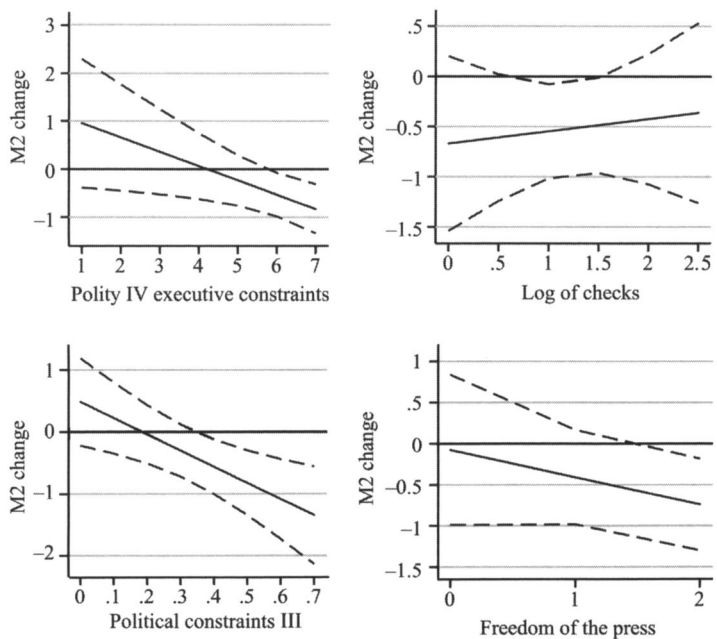 3
2
1
0
−1
M2 change
1 2 3 4 5 6 7
Polity IV executive constraints
.5
0
−0.5
−1
−1.5
M2 change
0 .5 1 1.5 2 2.5
Log of checks
1
0
−1
−2
M2 change
0 .1 .2 .3 .4 .5 .6 .7
Political constraints III
1
.5
0
−0.5
−1
−1.5
M2 change
0 1 2
Freedom of the press